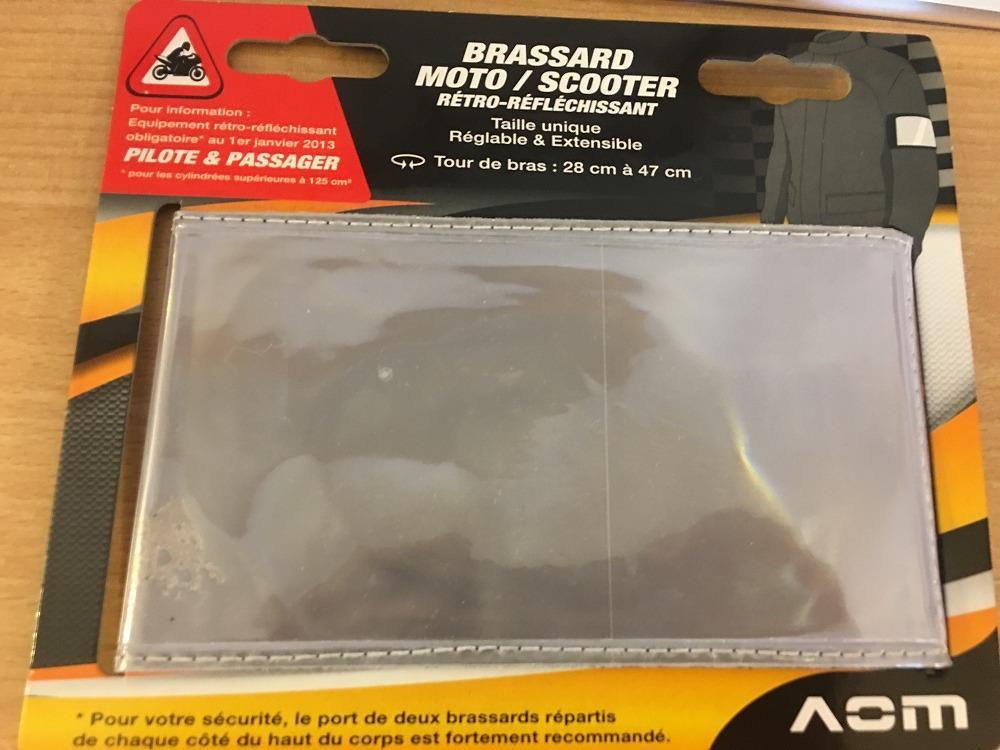 BRASSARD
MOTO / SCOOTER
RÉTRO-RÉFLÉCHISSANT
Taille unique
Réglable & Extensible
Tour de bras : 28 cm à 47 cm
Pour information :
Equipement rétro-réfléchissant
obligatoire* au 1er janvier 2013
PILOTE & PASSAGER
* pour les cylindrées supérieures à 125 cm³
* Pour votre sécurité, le port de deux brassards répartis
de chaque côté du haut du corps est fortement recommandé.
AOM